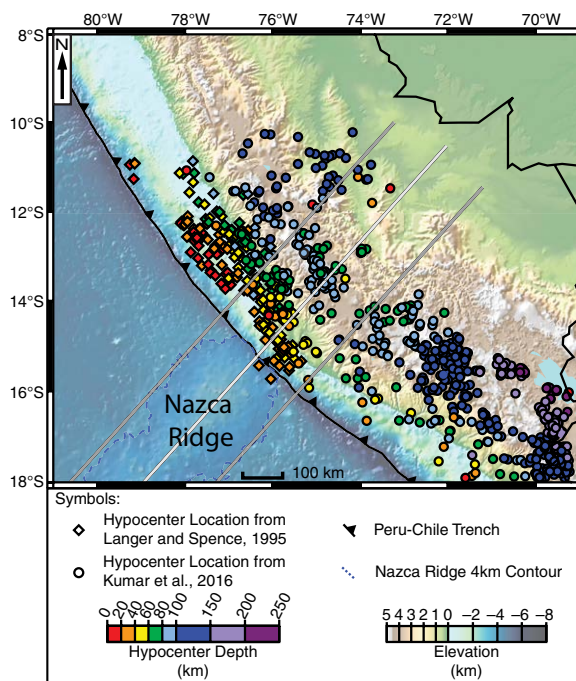 80°W 78°W 76°W 74°W 72°W 70°W
8°S
N
10°S
12°S
14°S
16°S
18°S
Nazca
Ridge
100 km
Symbols:
Hypocenter Location from
Langer and Spence, 1995
Hypocenter Location from
Kumar et al., 2016
Peru-Chile Trench
Nazca Ridge 4km Contour
0 20 40 60 80 100 150 200 250
Hypocenter Depth
(km)
5 4 3 2 1 0 −2 −4 −6 −8
Elevation
(km)